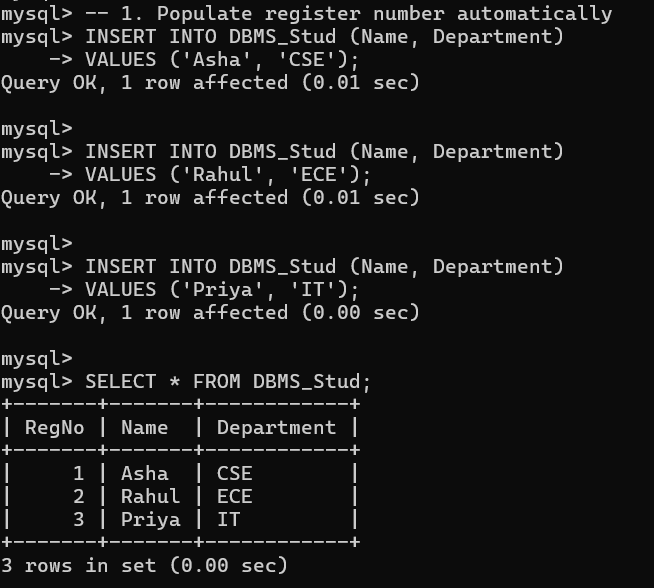 mysql> -- 1. Populate register number automatically
mysql> INSERT INTO DBMS_Stud (Name, Department)
    -> VALUES ('Asha', 'CSE');
Query OK, 1 row affected (0.01 sec)

mysql>
mysql> INSERT INTO DBMS_Stud (Name, Department)
    -> VALUES ('Rahul', 'ECE');
Query OK, 1 row affected (0.01 sec)

mysql>
mysql> INSERT INTO DBMS_Stud (Name, Department)
    -> VALUES ('Priya', 'IT');
Query OK, 1 row affected (0.00 sec)

mysql>
mysql> SELECT * FROM DBMS_Stud;
+-------+-------+------------+
| RegNo | Name  | Department |
+-------+-------+------------+
|     1 | Asha  | CSE        |
|     2 | Rahul | ECE        |
|     3 | Priya | IT         |
+-------+-------+------------+
3 rows in set (0.00 sec)